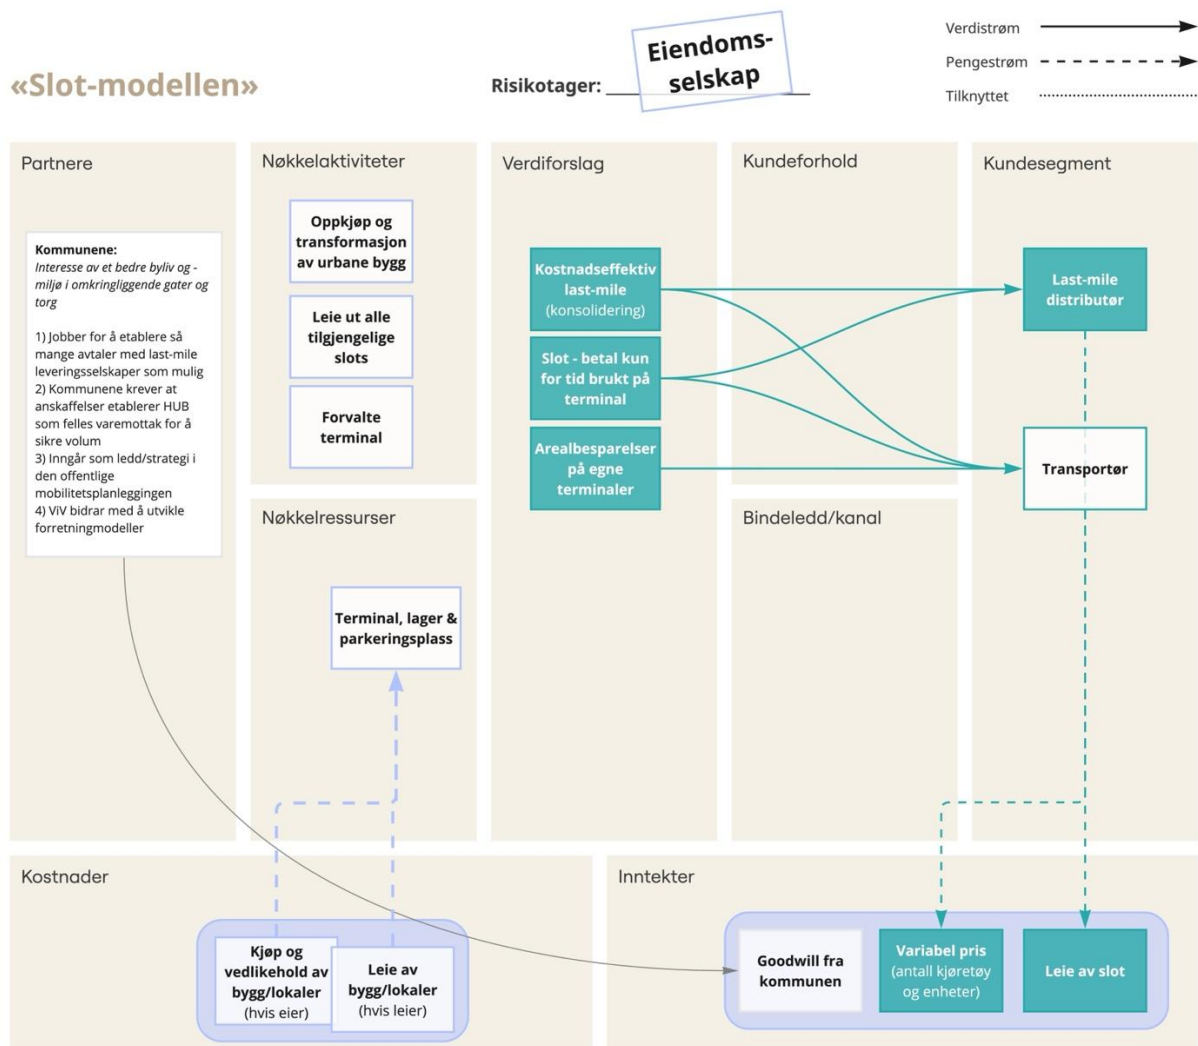 «Slot-modellen»
Risikotager:
Eiendoms-
selskap
Verdistrøm
Pengestrøm
Tilknyttet
Partnere
Kommunene:
Interesse av et bedre byliv og -
miljø i omkringliggende gater og
torg
1) Jobber for å etablere så
mange avtaler med last-mile
leveringsselskaper som mulig
2) Kommunene krever at
anskaffelser etablerer HUB
som felles varemottak for å
sikre volum
3) Inngår som ledd/strategi i
den offentlige
mobilitetsplanleggingen
4) ViV bidrar med å utvikle
forretningmodeller
Nøkkelaktiviteter
Oppkjøp og
transformasjon
av urbane bygg
Leie ut alle
tilgjengelige
slots
Forvalte
terminal
Nøkkelressurser
Terminal, lager &
parkeringsplass
Verdiforslag
Kostnadseffektiv
last-mile
(konsolidering)
Slot - betal kun
for tid brukt på
terminal
Arealbesparelser
på egne
terminaler
Kundeforhold
Bindeledd/kanal
Kundesegment
Last-mile
distributør
Transportør
Kostnader
Kjøp og
vedlikehold av
bygg/lokaler
(hvis eier)
Leie av
bygg/lokaler
(hvis leier)
Inntekter
Goodwill fra
kommunen
Variabel pris
(antall kjøretøy
og enheter)
Leie av slot